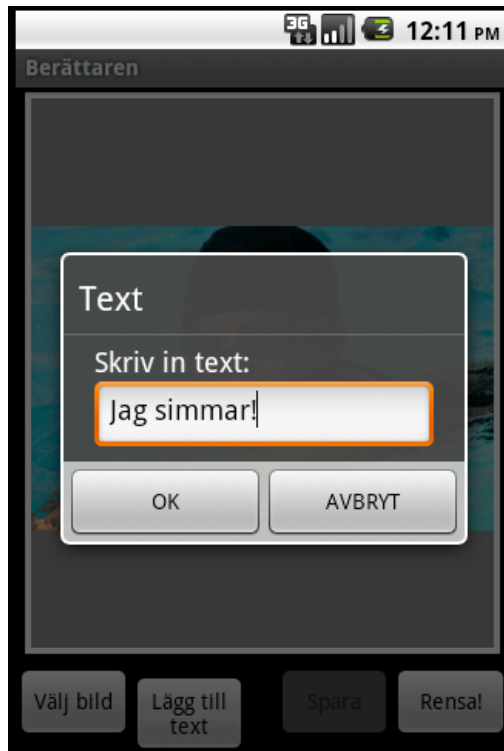 3G 12:11 PM
Berättaren
Text
Skriv in text:
Jag simmar!
OK AVBRYT
Välj bild Lägg till text Spara Rensa!